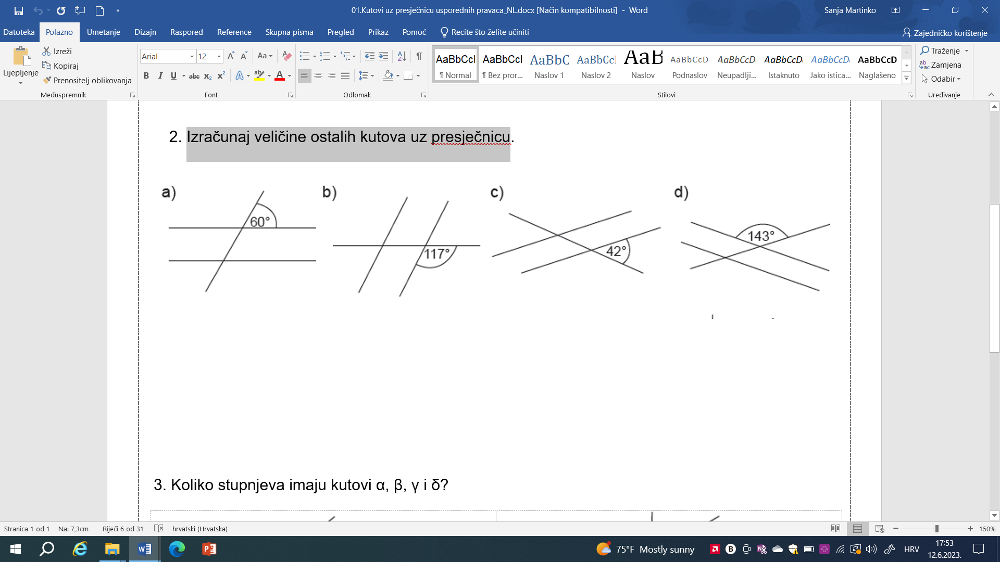 01.Kutovi uz presječnicu usporednih pravaca_NL.docx [Način kompatibilnosti] - Word
Sanja Martinko
Datoteka Polazno Umetanje Dizajn Raspored Reference Skupna pisma Pregled Prikaz Pomoć Recite što želite učiniti
Zajedničko korištenje
Lijepljenje
Izreži
Kopiraj
Prenositelj oblikovanja
Međuspremnik
Arial 12
Font
Odlomak
AaBbCcI AaBbCcI AaBbC AaBbCcI AaB AaBbCcD AaBbCcD AaBbCcD AaBbCcD AaBbCcD
¶ Normal ¶ Bez pror... Naslov 1 Naslov 2 Naslov Podnaslov Neupadlji... Istaknuto Jako istica... Naglašeno
Stilovi
Traženje
Zamjena
Odabir
Uređivanje
2. Izračunaj veličine ostalih kutova uz presječnicu.
a) b) c) d)
60°
117°
42°
143°
3. Koliko stupnjeva imaju kutovi α, β, γ i δ?
Stranica 1 od 1 Na: 7,3cm Riječi 6 od 31 hrvatski (Hrvatska)
150%
75°F Mostly sunny
HRV
17:53
12.6.2023.